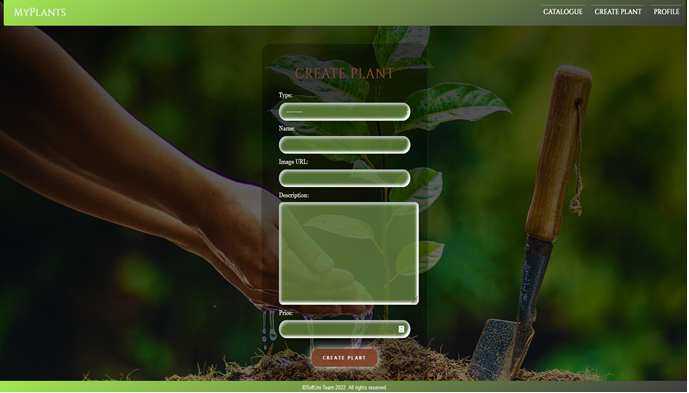 MyPlants
CATALOGUE CREATE PLANT PROFILE
CREATE PLANT
Type:
---------
Name:
Image URL:
Description:
Price:
CREATE PLANT
©SoftUni Team 2022. All rights reserved.